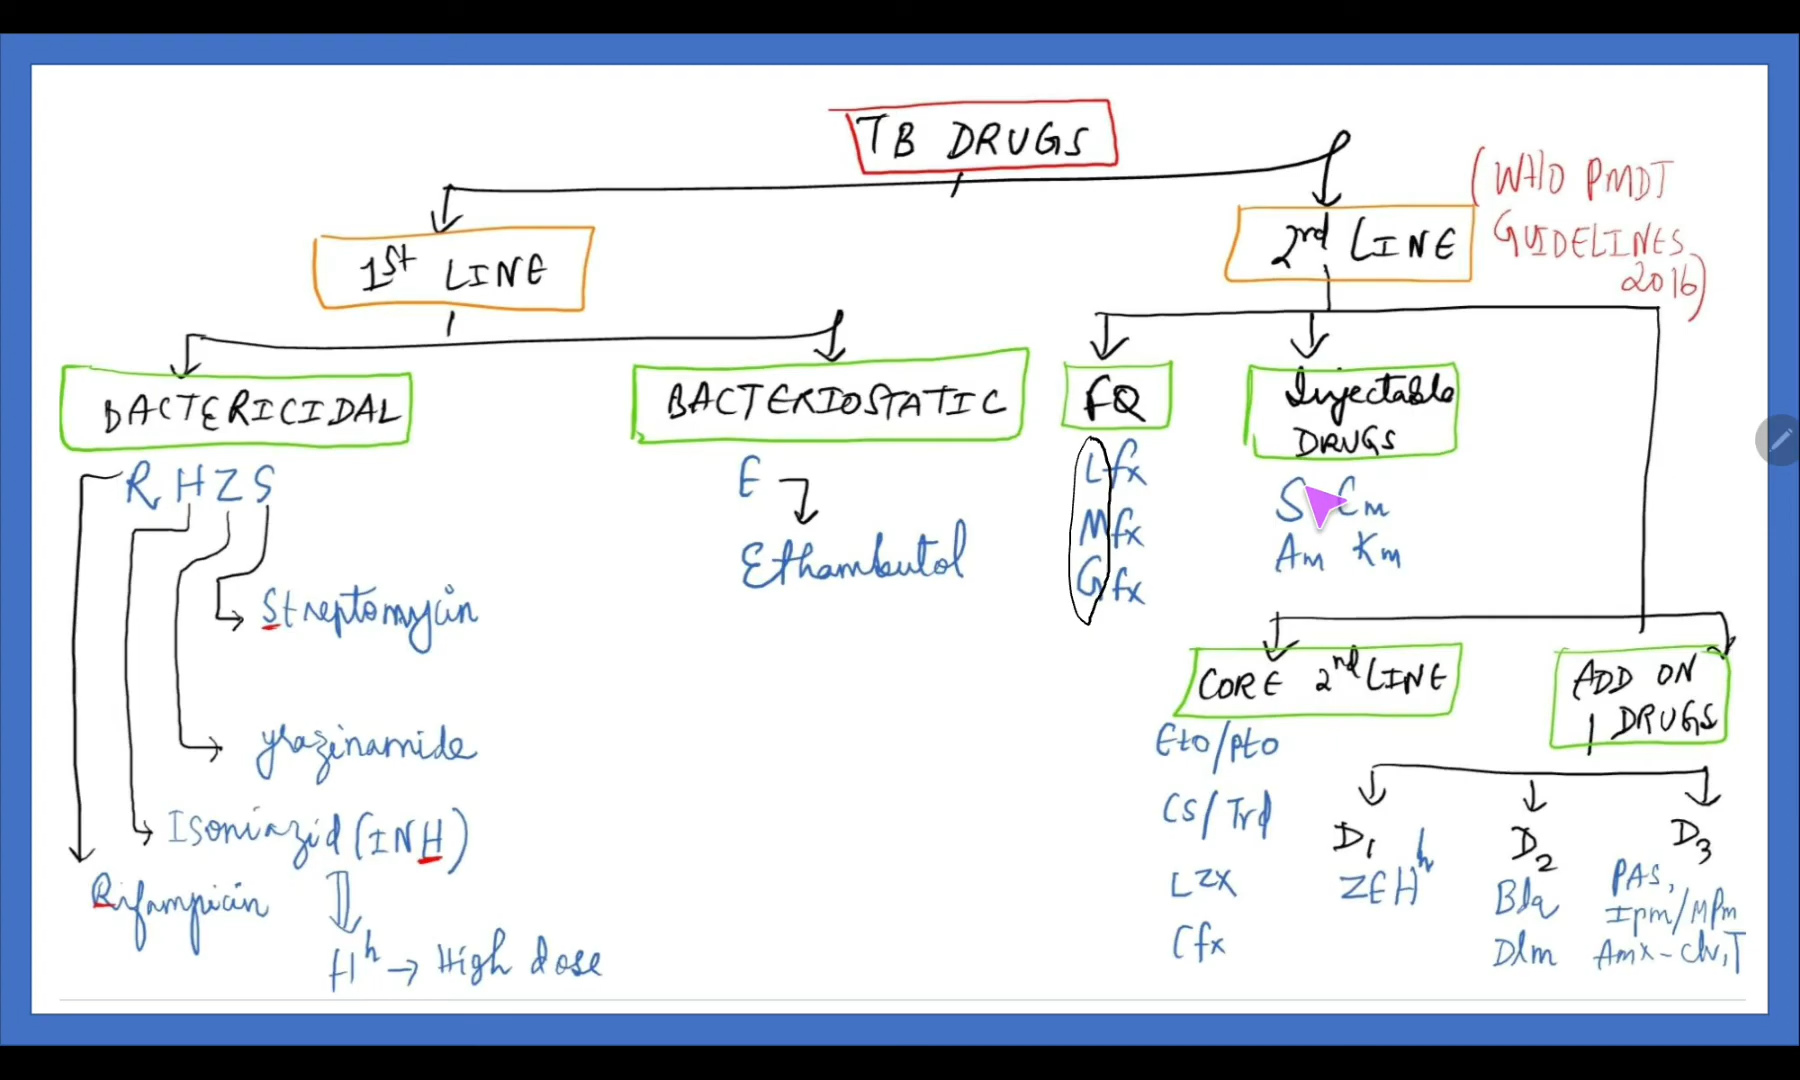 TB DRUGS
1st LINE
2nd LINE
(WHO PMDT
GUIDELINES
2016)
BACTERICIDAL
BACTERIOSTATIC
FQ
Injectable
DRUGS
R H Z S
Streptomycin
yrazinamide
Isoniazid (INH)
Rifampicin
Hh → High dose
E
Ethambutol
Lfx
Mfx
Gfx
S Cm
Am Km
CORE 2nd LINE
Eto/pto
CS/Trd
LZX
Cfx
ADD ON
DRUGS
D1
ZEHh
D2
Bdq
Dlm
D3
PAS,
Ipm/MPm
Amx-clv,T